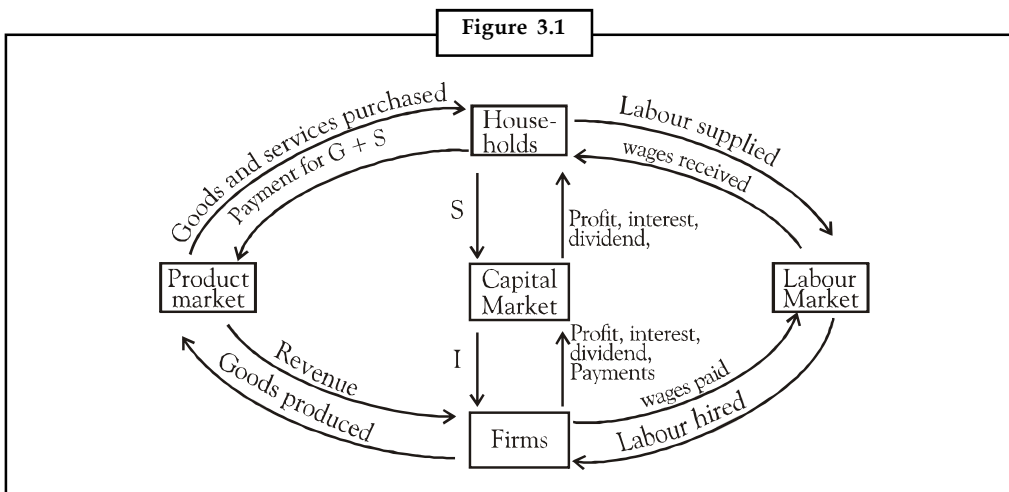 Figure 3.1
Goods and services purchased
Payment for G + S
House-
holds
Labour supplied
wages received
S
Profit, interest,
dividend,
Product
market
Capital
Market
Labour
Market
I
Profit, interest,
dividend,
Payments
Revenue
Goods produced
Firms
wages paid
Labour hired